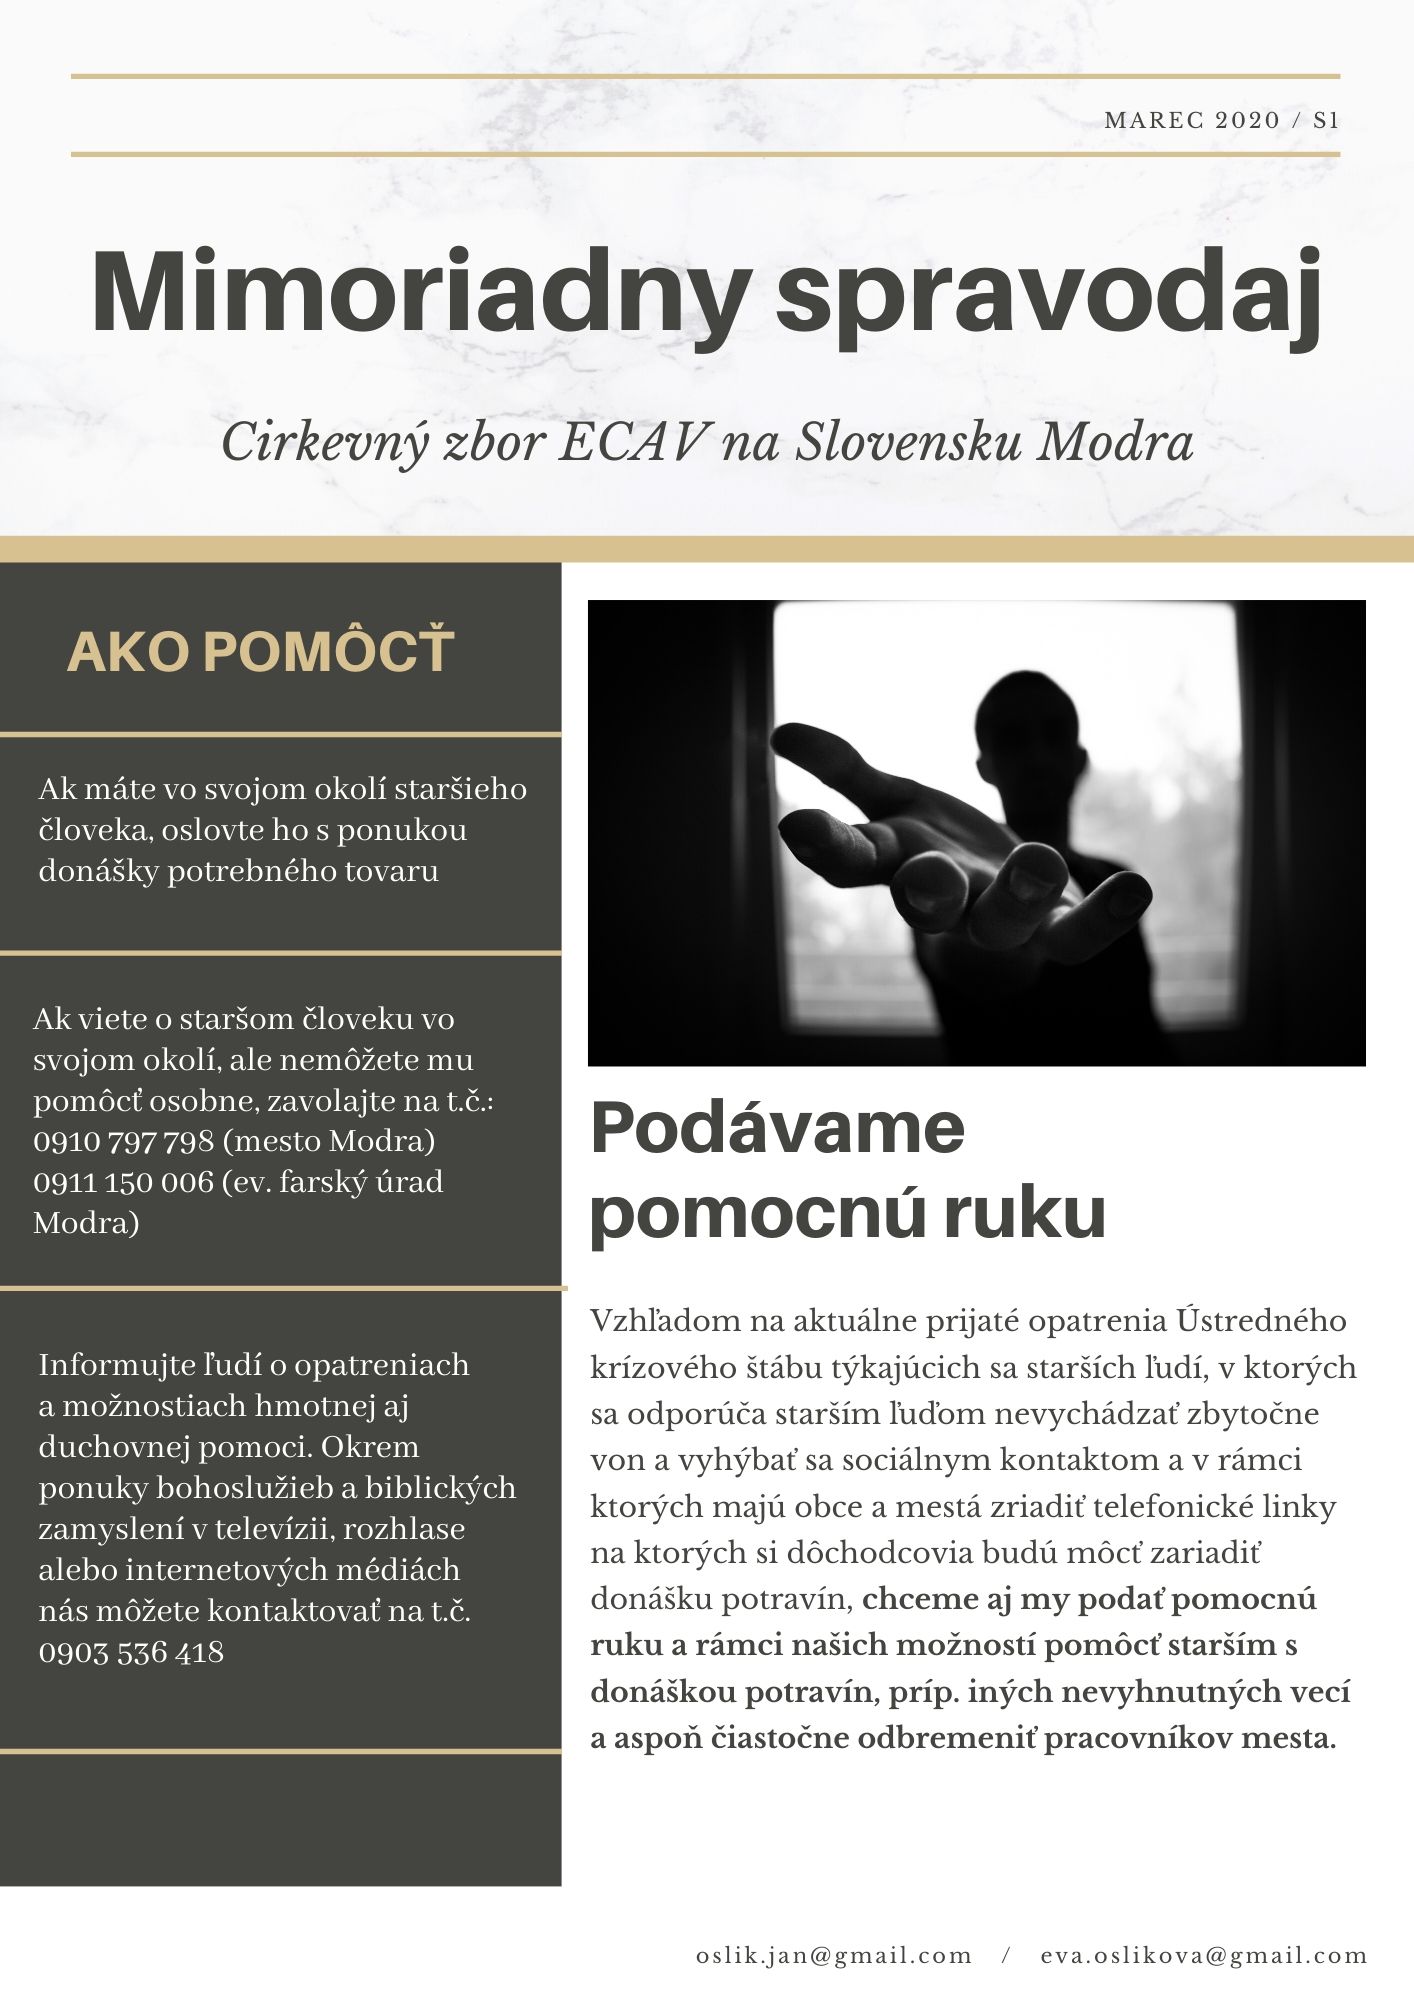 MAREC 2020 / S1
Mimoriadny spravodaj
Cirkevný zbor ECAV na Slovensku Modra
AKO POMÔCŤ
Ak máte vo svojom okolí staršieho
človeka, oslovte ho s ponukou
donášky potrebného tovaru
Ak viete o staršom človeku vo
svojom okolí, ale nemôžete mu
pomôcť osobne, zavolajte na t.č.:
0910 797 798 (mesto Modra)
0911 150 006 (ev. farský úrad
Modra)
Informujte ľudí o opatreniach
a možnostiach hmotnej aj
duchovnej pomoci. Okrem
ponuky bohoslužieb a biblických
zamyslení v televízii, rozhlase
alebo internetových médiách
nás môžete kontaktovať na t.č.
0903 536 418
Podávame
pomocnú ruku
Vzhľadom na aktuálne prijaté opatrenia Ústredného
krízového štábu týkajúcich sa starších ľudí, v ktorých
sa odporúča starším ľuďom nevychádzať zbytočne
von a vyhýbať sa sociálnym kontaktom a v rámci
ktorých majú obce a mestá zriadiť telefonické linky
na ktorých si dôchodcovia budú môcť zariadiť
donášku potravín, chceme aj my podať pomocnú
ruku a rámci našich možností pomôcť starším s
donáškou potravín, príp. iných nevyhnutných vecí
a aspoň čiastočne odbremeniť pracovníkov mesta.
oslik.jan@gmail.com / eva.oslikova@gmail.com